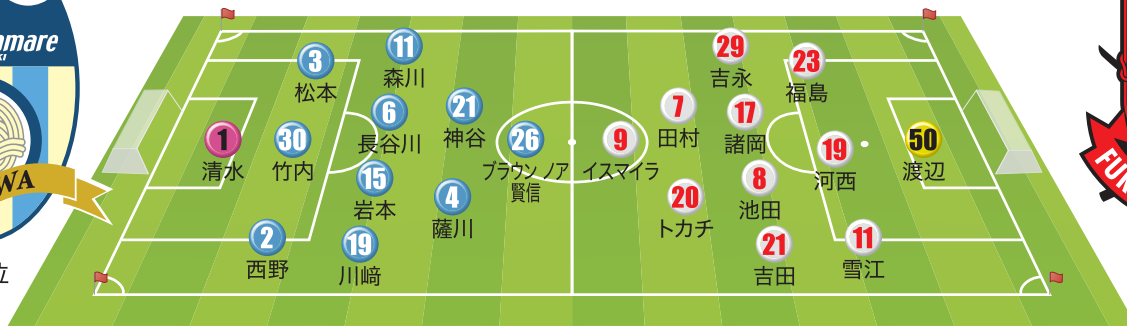 amare
WA
位
3
松本
11
森川
1
清水
30
竹内
6
長谷川
21
神谷
26
ブラウン ノア
賢信
15
岩本
4
薩川
2
西野
19
川﨑
29
吉永
23
福島
7
田村
17
諸岡
9
イスマイラ
19
河西
50
渡辺
20
トカチ
8
池田
21
吉田
11
雪江
FUN